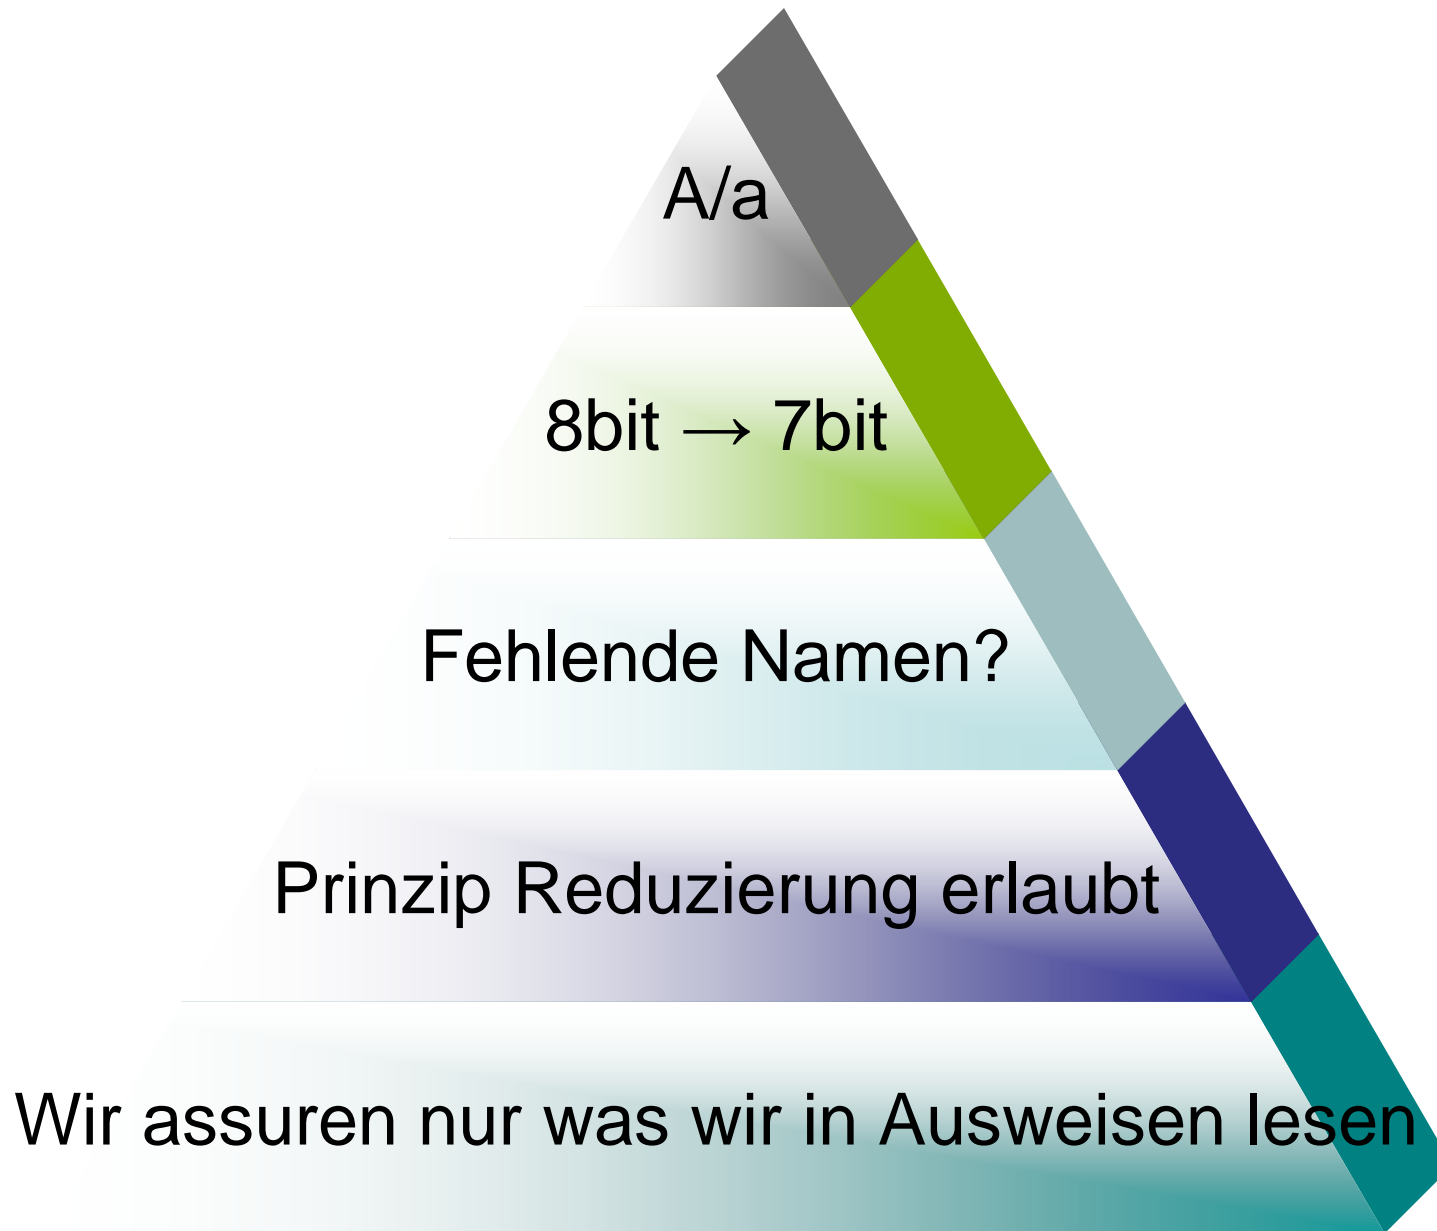 A/a
8bit → 7bit
Fehlende Namen?
Prinzip Reduzierung erlaubt
Wir assuren nur was wir in Ausweisen lesen